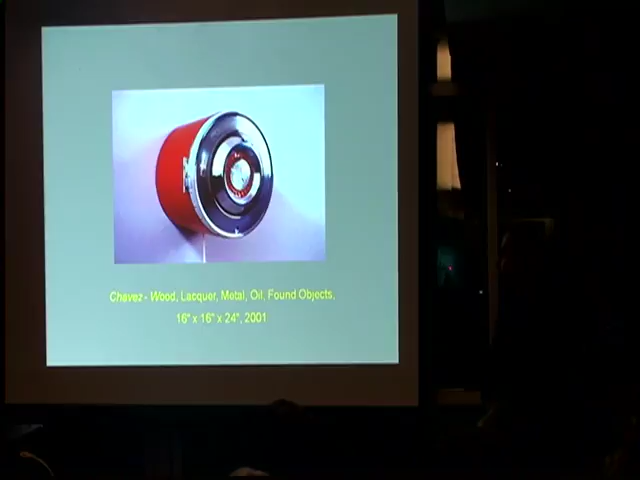 Chavez - Wood, Lacquer, Metal, Oil, Found Objects,
16" x 16" x 24", 2001